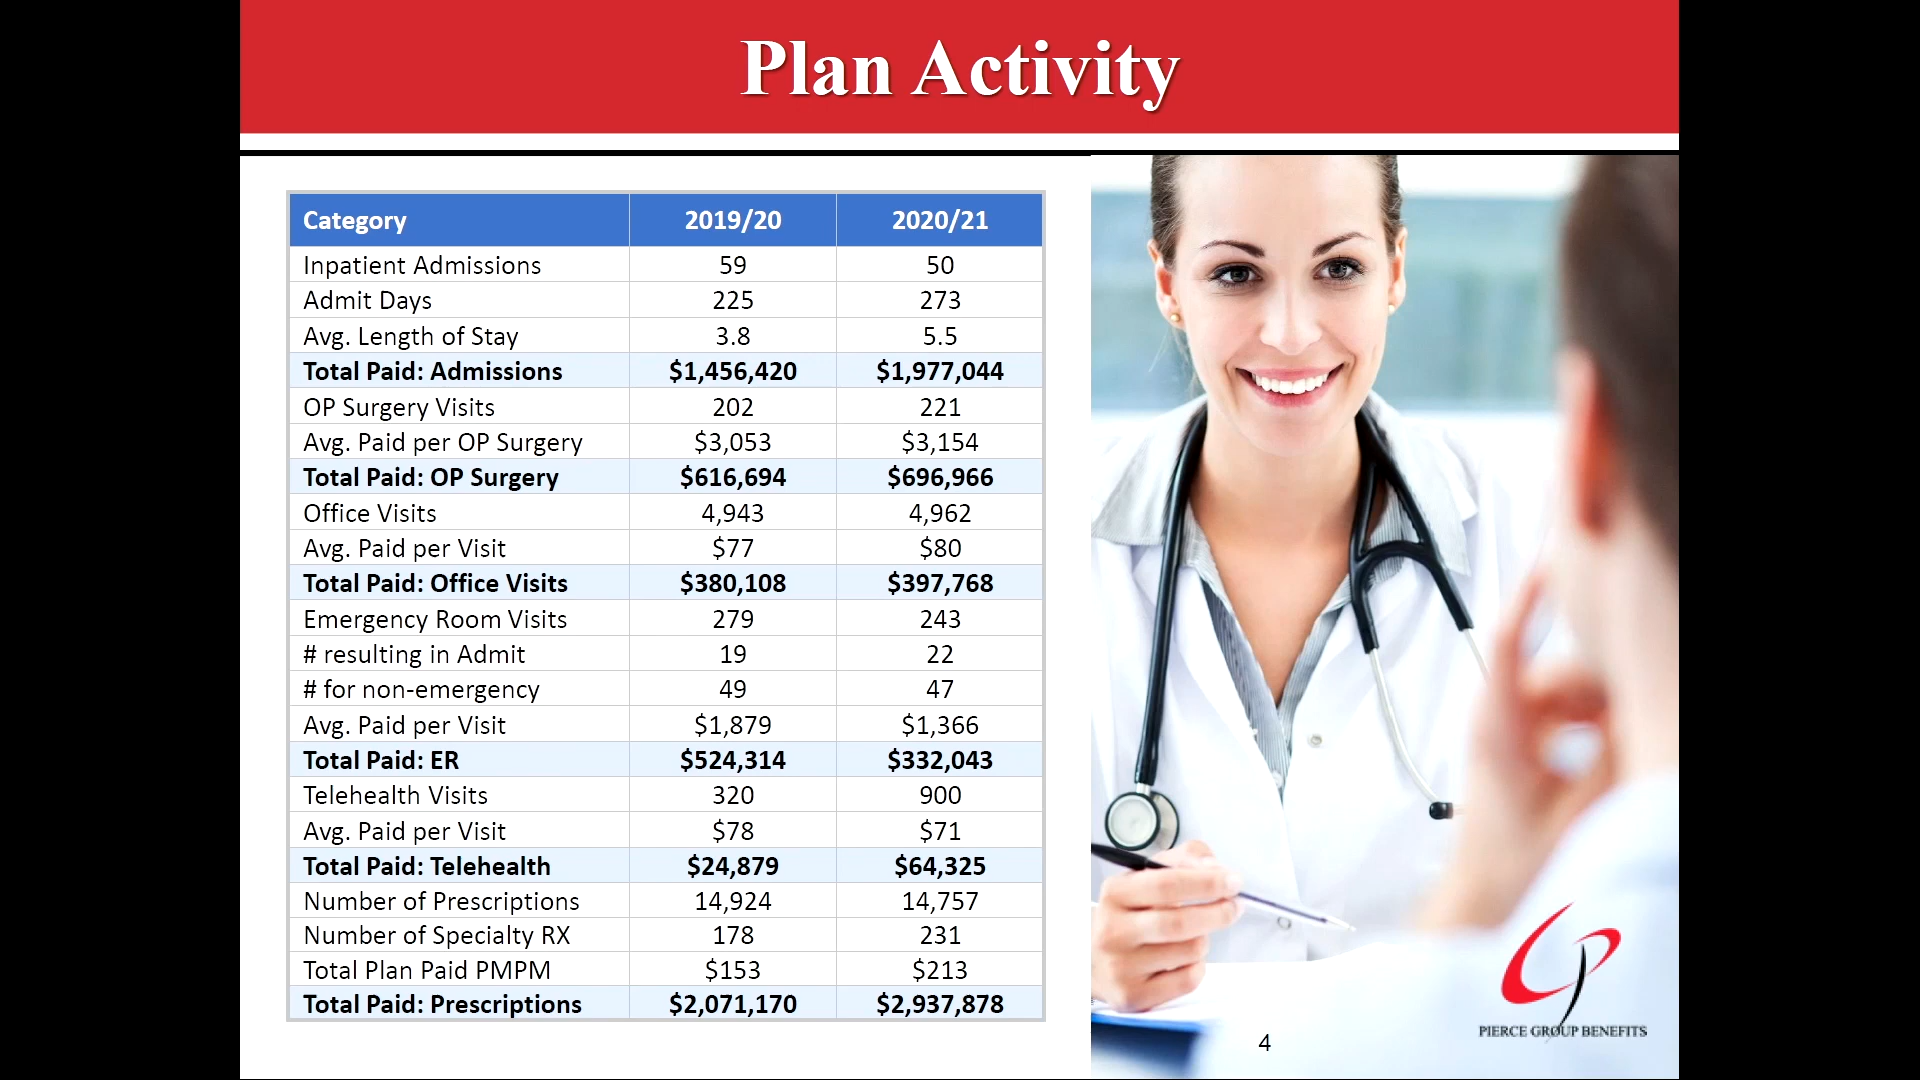 Plan Activity
Category 2019/20 2020/21
Inpatient Admissions 59 50
Admit Days 225 273
Avg. Length of Stay 3.8 5.5
Total Paid: Admissions $1,456,420 $1,977,044
OP Surgery Visits 202 221
Avg. Paid per OP Surgery $3,053 $3,154
Total Paid: OP Surgery $616,694 $696,966
Office Visits 4,943 4,962
Avg. Paid per Visit $77 $80
Total Paid: Office Visits $380,108 $397,768
Emergency Room Visits 279 243
# resulting in Admit 19 22
# for non-emergency 49 47
Avg. Paid per Visit $1,879 $1,366
Total Paid: ER $524,314 $332,043
Telehealth Visits 320 900
Avg. Paid per Visit $78 $71
Total Paid: Telehealth $24,879 $64,325
Number of Prescriptions 14,924 14,757
Number of Specialty RX 178 231
Total Plan Paid PMPM $153 $213
Total Paid: Prescriptions $2,071,170 $2,937,878
PIERCE GROUP BENEFITS
4